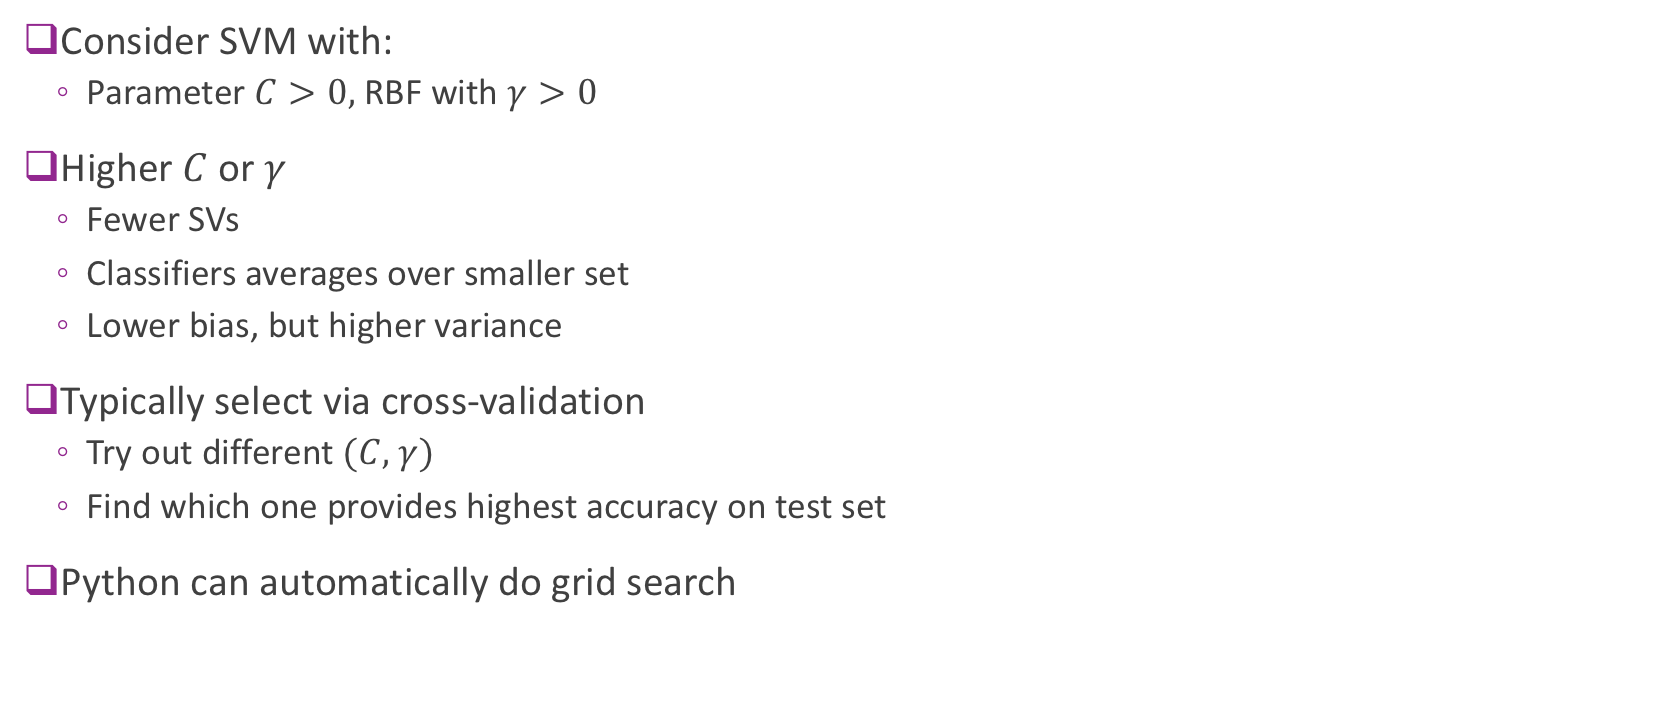 ❑Consider SVM with:
◦ Parameter 𝐶 > 0, RBF with 𝛾 > 0
❑Higher 𝐶 or 𝛾
◦ Fewer SVs
◦ Classifiers averages over smaller set
◦ Lower bias, but higher variance
❑Typically select via cross-validation
◦ Try out different (𝐶, 𝛾)
◦ Find which one provides highest accuracy on test set
❑Python can automatically do grid search